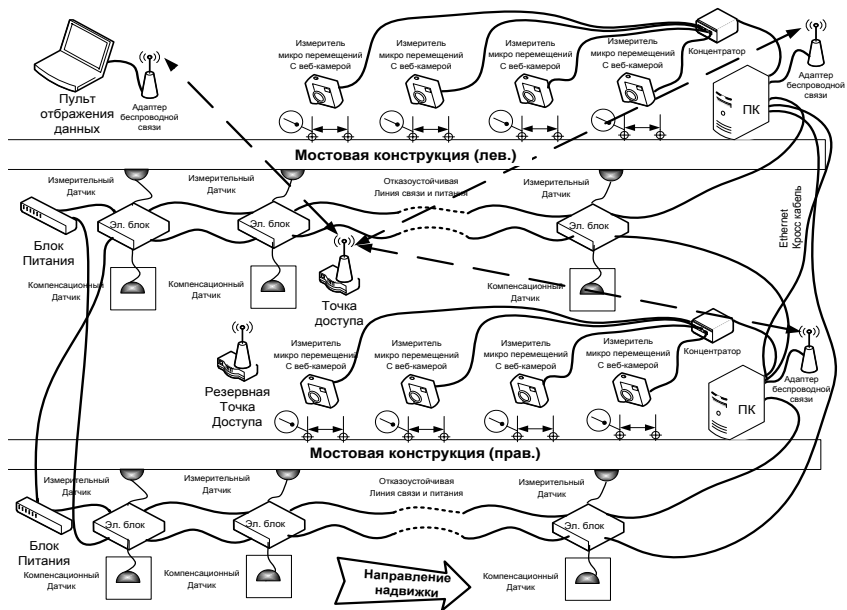 Измеритель
микро перемещений
С веб-камерой
Измеритель
микро перемещений
С веб-камерой
Измеритель
микро перемещений
С веб-камерой
Измеритель
микро перемещений
С веб-камерой
Концентратор
Адаптер
беспроводной
связи
ПК
Пульт
отбражения
данных
Адаптер
беспроводной
связи
Мостовая конструкция (лев.)
Измерительный
Датчик
Измерительный
Датчик
Отказоустойчивая
Линия связи и питания
Измерительный
Датчик
Эл. блок
Эл. блок
Эл. блок
Блок
Питания
Ethernet
Кросс кабель
Компенсационный
Датчик
Компенсационный
Датчик
Точка
доступа
Компенсационный
Датчик
Измеритель
микро перемещений
С веб-камерой
Измеритель
микро перемещений
С веб-камерой
Измеритель
микро перемещений
С веб-камерой
Измеритель
микро перемещений
С веб-камерой
Концентратор
Адаптер
беспроводной
связи
ПК
Резервная
Точка
Доступа
Мостовая конструкция (прав.)
Измерительный
Датчик
Измерительный
Датчик
Отказоустойчивая
Линия связи и питания
Измерительный
Датчик
Эл. блок
Эл. блок
Эл. блок
Блок
Питания
Компенсационный
Датчик
Компенсационный
Датчик
Направление
надвижки
Компенсационный
Датчик